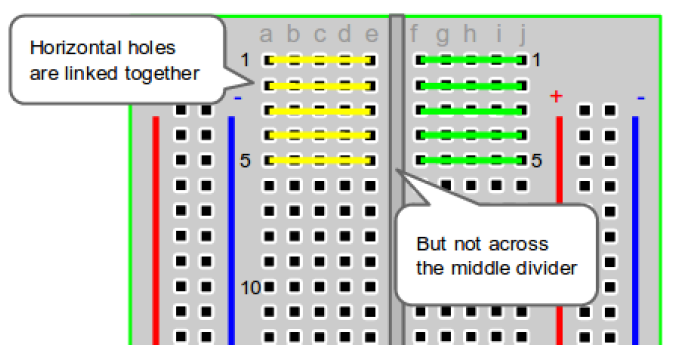 Horizontal holes
are linked together
a b c d e
f g h i j
1
1
-
+
-
5
5
But not across
the middle divider
10